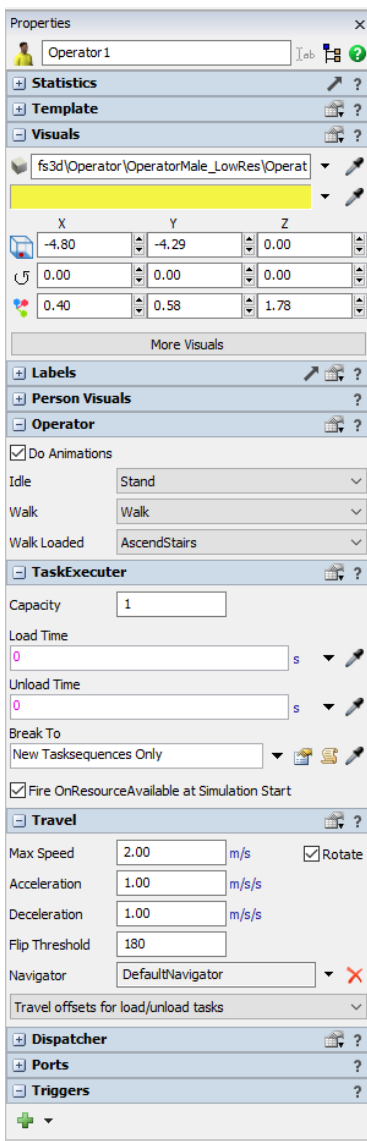 Properties
Operator1
Statistics
Template
Visuals
fs3d\Operator\OperatorMale_LowRes\Operat
X Y Z
-4.80 -4.29 0.00
0.00 0.00 0.00
0.40 0.58 1.78
More Visuals
Labels
Person Visuals
Operator
Do Animations
Idle Stand
Walk Walk
Walk Loaded AscendStairs
TaskExecuter
Capacity 1
Load Time
0 s
Unload Time
0 s
Break To
New Tasksequences Only
Fire OnResourceAvailable at Simulation Start
Travel
Max Speed 2.00 m/s Rotate
Acceleration 1.00 m/s/s
Deceleration 1.00 m/s/s
Flip Threshold 180
Navigator DefaultNavigator
Travel offsets for load/unload tasks
Dispatcher
Ports
Triggers